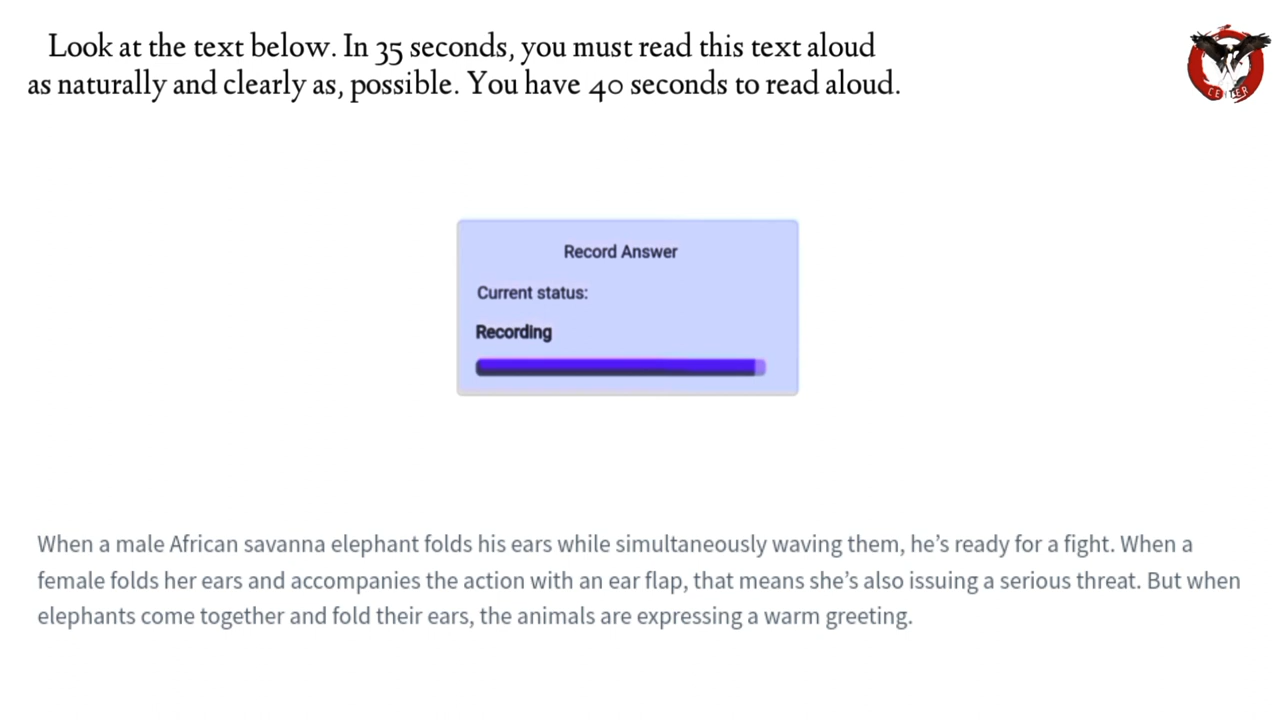 Look at the text below. In 35 seconds, you must read this text aloud
as naturally and clearly as, possible. You have 40 seconds to read aloud.
CENTER
Record Answer
Current status:
Recording
When a male African savanna elephant folds his ears while simultaneously waving them, he’s ready for a fight. When a
female folds her ears and accompanies the action with an ear flap, that means she’s also issuing a serious threat. But when
elephants come together and fold their ears, the animals are expressing a warm greeting.